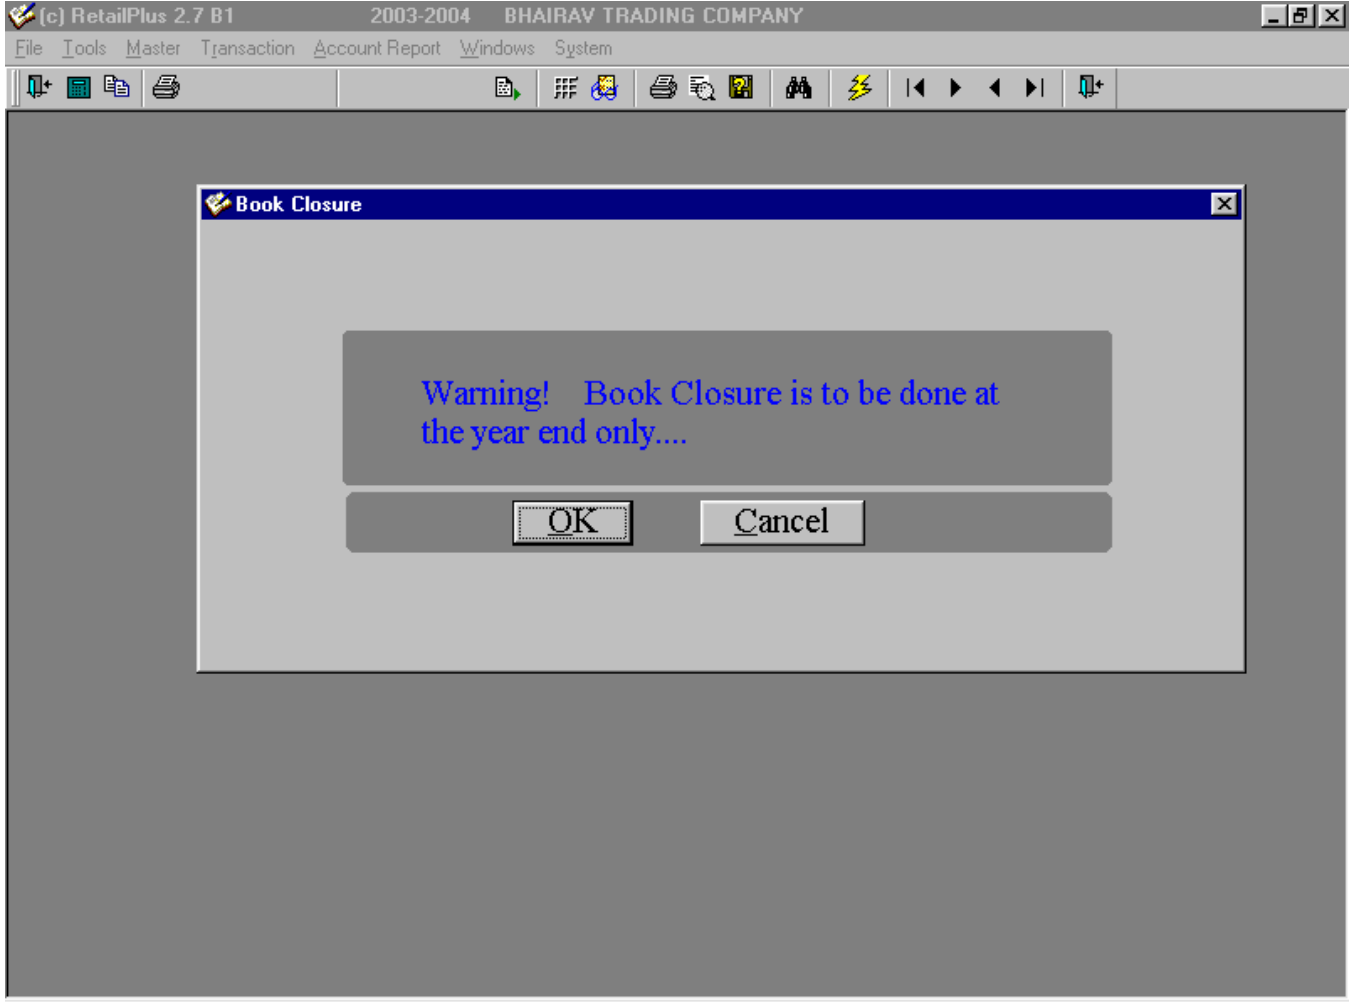 (c) RetailPlus 2.7 B1 2003-2004 BHAIRAV TRADING COMPANY
File Tools Master Transaction Account Report Windows System
Book Closure
Warning! Book Closure is to be done at
the year end only....
OK Cancel